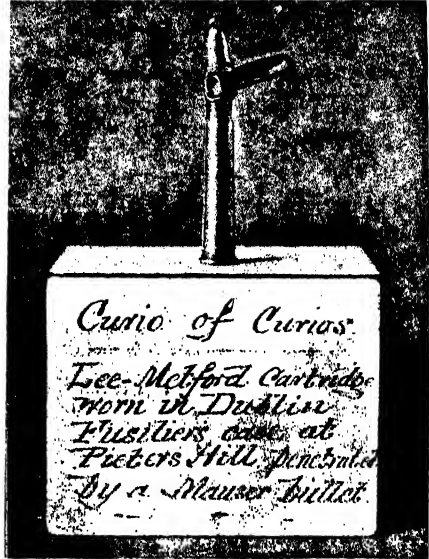 Curio of Curios
Lee-Metford Cartridge
worn in Dublin
Fusiliers case at
Pieters Hill penetrated
by a Mauser bullet